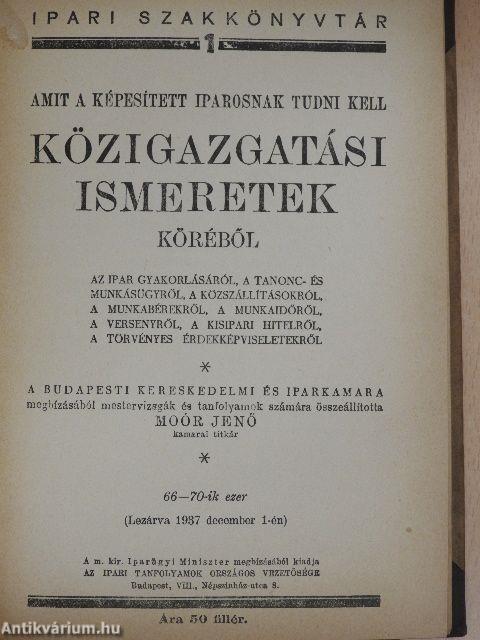 IPARI SZAKKÖNYVTÁR
1
AMIT A KÉPESÍTETT IPAROSNAK TUDNI KELL
KÖZIGAZGATÁSI
ISMERETEK
KÖRÉBŐL
AZ IPAR GYAKORLÁSÁRÓL, A TANONC- ÉS
MUNKÁSÜGYRŐL, A KÖZSZÁLLÍTÁSOKRÓL,
A MUNKABÉREKRŐL, A MUNKAIDŐRŐL,
A VERSENYRŐL, A KISIPARI HITELRŐL,
A TÖRVÉNYES ÉRDEKKÉPVISELETEKRŐL
*
A BUDAPESTI KERESKEDELMI ÉS IPARKAMARA
megbízásából mestervizsgák és tanfolyamok számára összeállította
MOÓR JENŐ
kamarai titkár
*
66—70-ik ezer
(Lezárva 1937 december 1-én)
A m. kir. Iparügyi Miniszter megbízásából kiadja
AZ IPARI TANFOLYAMOK ORSZÁGOS VEZETŐSÉGE
Budapest, VIII., Népszínház-utca 8.
Ára 50 fillér.
Antikvárium.hu